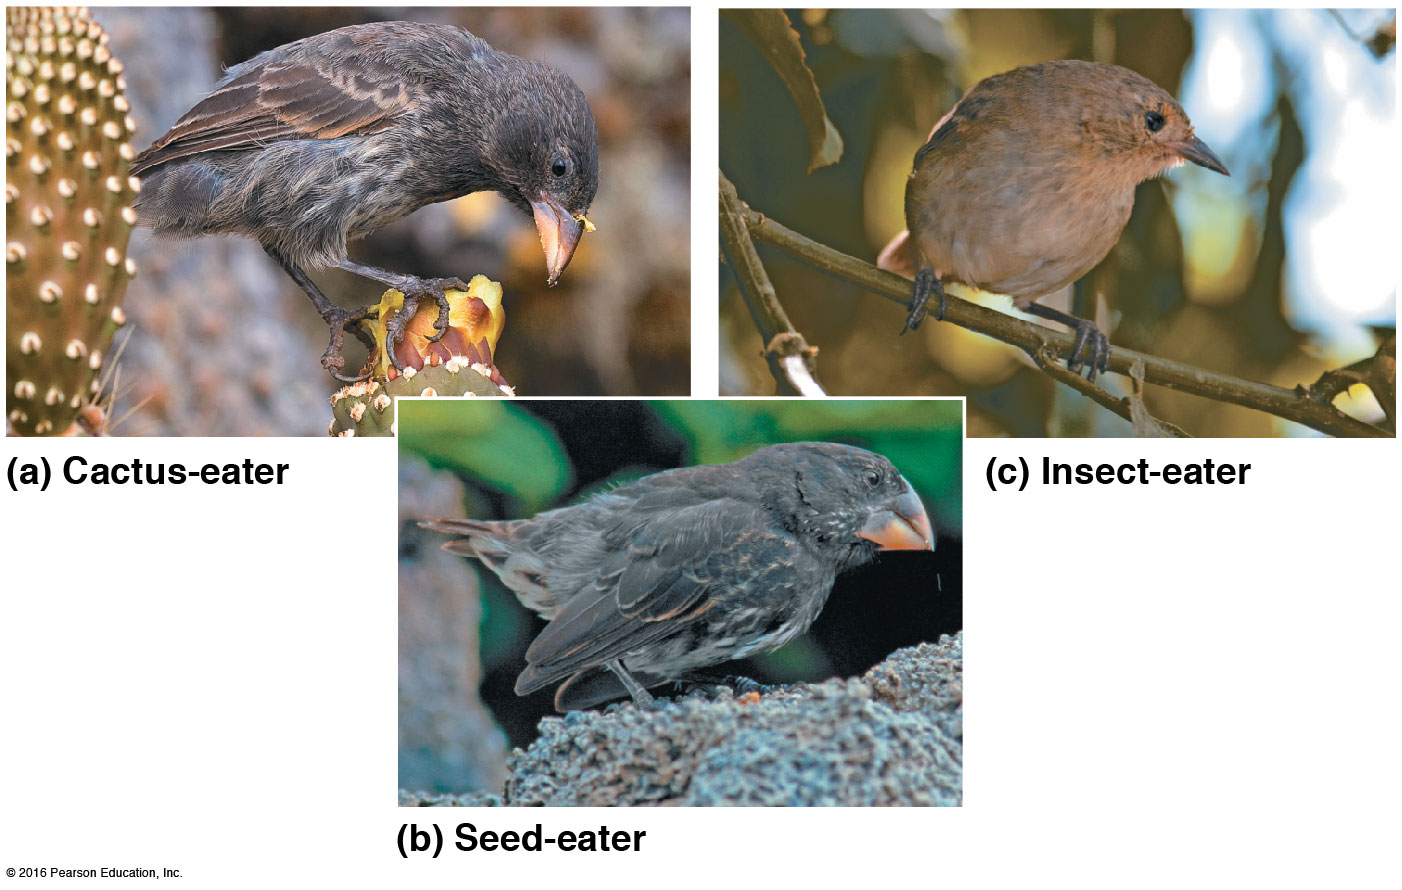 (a) Cactus-eater
(c) Insect-eater
(b) Seed-eater
© 2016 Pearson Education, Inc.